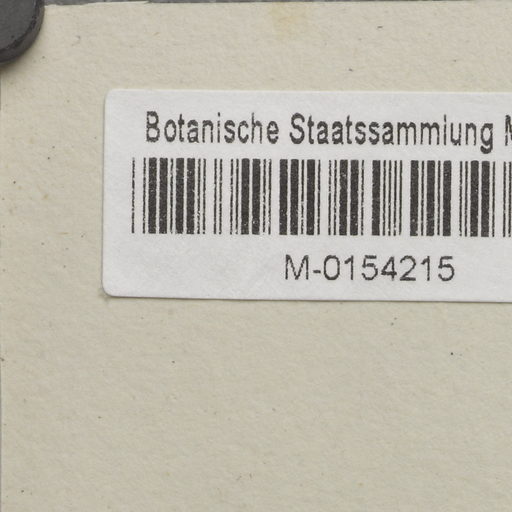 Botanische Staatssammlung
M-0154215